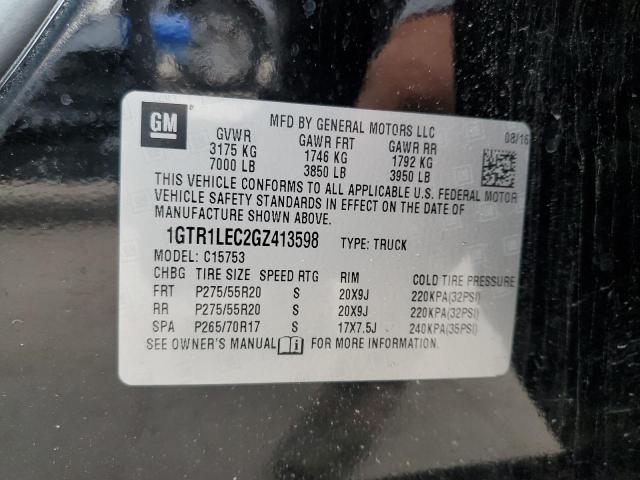 GM
MFD BY GENERAL MOTORS LLC
08/16
GVWR GAWR FRT GAWR RR
3175 KG 1746 KG 1792 KG
7000 LB 3850 LB 3950 LB
THIS VEHICLE CONFORMS TO ALL APPLICABLE U.S. FEDERAL MOTOR
VEHICLE SAFETY STANDARDS IN EFFECT ON THE DATE OF
MANUFACTURE SHOWN ABOVE.
1GTR1LEC2GZ413598 TYPE: TRUCK
MODEL: C15753
CHBG TIRE SIZE SPEED RTG RIM COLD TIRE PRESSURE
FRT P275/55R20 S 20X9J 220KPA(32PSI)
RR P275/55R20 S 20X9J 220KPA(32PSI)
SPA P265/70R17 S 17X7.5J 240KPA(35PSI)
SEE OWNER'S MANUAL FOR MORE INFORMATION.